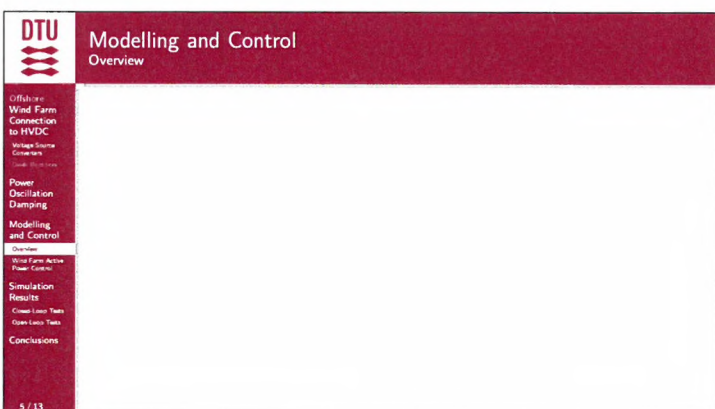 DTU
Modelling and Control
Overview
Offshore
Wind Farm
Connection
to HVDC
Voltage Source
Converters
Power
Oscillation
Damping
Modelling
and Control
Overview
Wind Farm Active
Power Control
Simulation
Results
Closed-Loop Tests
Open-Loop Tests
Conclusions
5 / 13